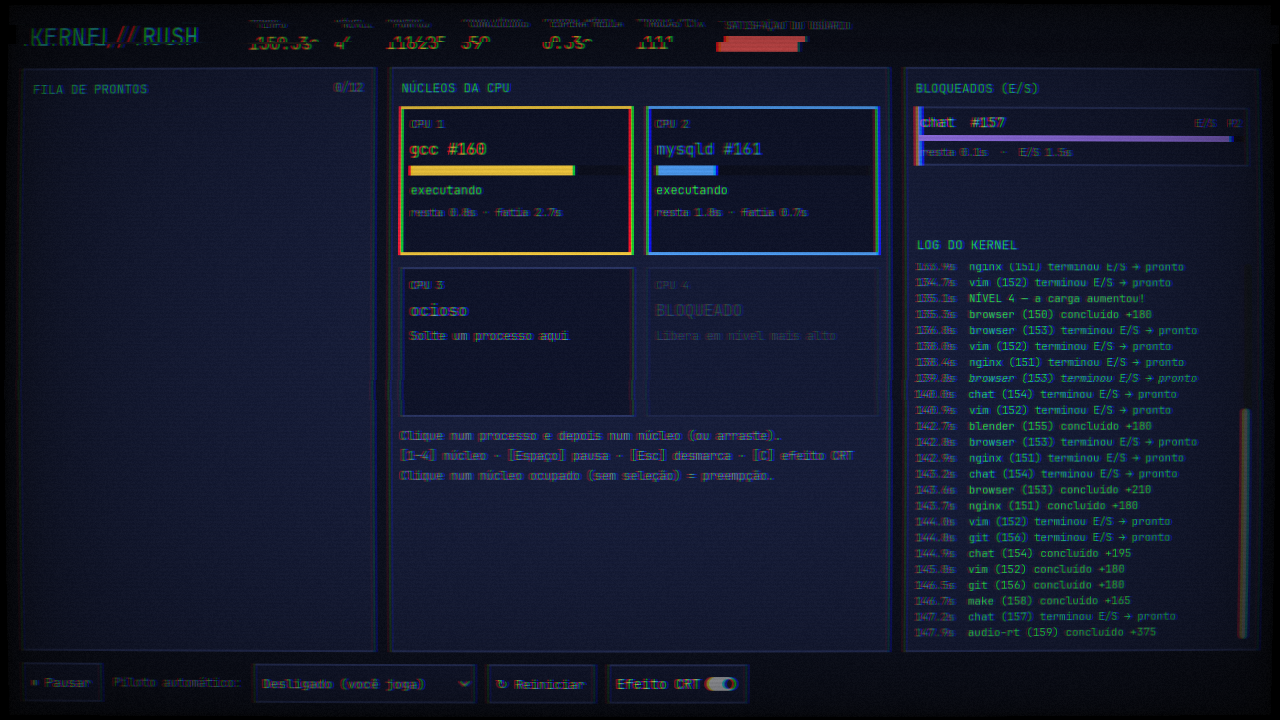 KERNEL // RUSH
SATISFAÇÃO DO USUÁRIO
FILA DE PRONTOS
0/12
NÚCLEOS DA CPU
CPU 1
gcc #160
executando
resta 0.8s - fatia 2.7s
CPU 2
mysqld #161
executando
resta 1.8s - fatia 0.7s
CPU 3
ocioso
Solte um processo aqui
CPU 4
BLOQUEADO
Libera em nível mais alto
Clique num processo e depois num núcleo (ou arraste).
[1-4] núcleo - [Espaço] pausa - [Esc] desmarca - [C] efeito CRT
Clique num núcleo ocupado (sem seleção) = preempção.
BLOQUEADOS (E/S)
chat #157
E/S
resta 0.1s - E/S 1.5s
LOG DO KERNEL
nginx (151) terminou E/S → pronto
134.7s vim (152) terminou E/S → pronto
135.1s NÍVEL 4 — a carga aumentou!
135.3s browser (150) concluído +180
136.8s browser (153) terminou E/S → pronto
138.0s vim (152) terminou E/S → pronto
138.4s nginx (151) terminou E/S → pronto
browser (153) terminou E/S → pronto
140.0s chat (154) terminou E/S → pronto
140.9s vim (152) terminou E/S → pronto
142.7s blender (155) concluído +180
142.8s browser (153) terminou E/S → pronto
142.9s nginx (151) terminou E/S → pronto
143.2s chat (154) terminou E/S → pronto
143.6s browser (153) concluído +210
143.7s nginx (151) concluído +180
144.0s vim (152) terminou E/S → pronto
144.8s git (156) terminou E/S → pronto
144.9s chat (154) concluído +195
145.8s vim (152) concluído +180
146.5s git (156) concluído +180
146.7s make (158) concluído +165
147.2s chat (157) terminou E/S → pronto
147.9s audio-rt (159) concluído +375
Pausar
Piloto automático:
Desligado (você joga)
↻ Reiniciar
Efeito CRT